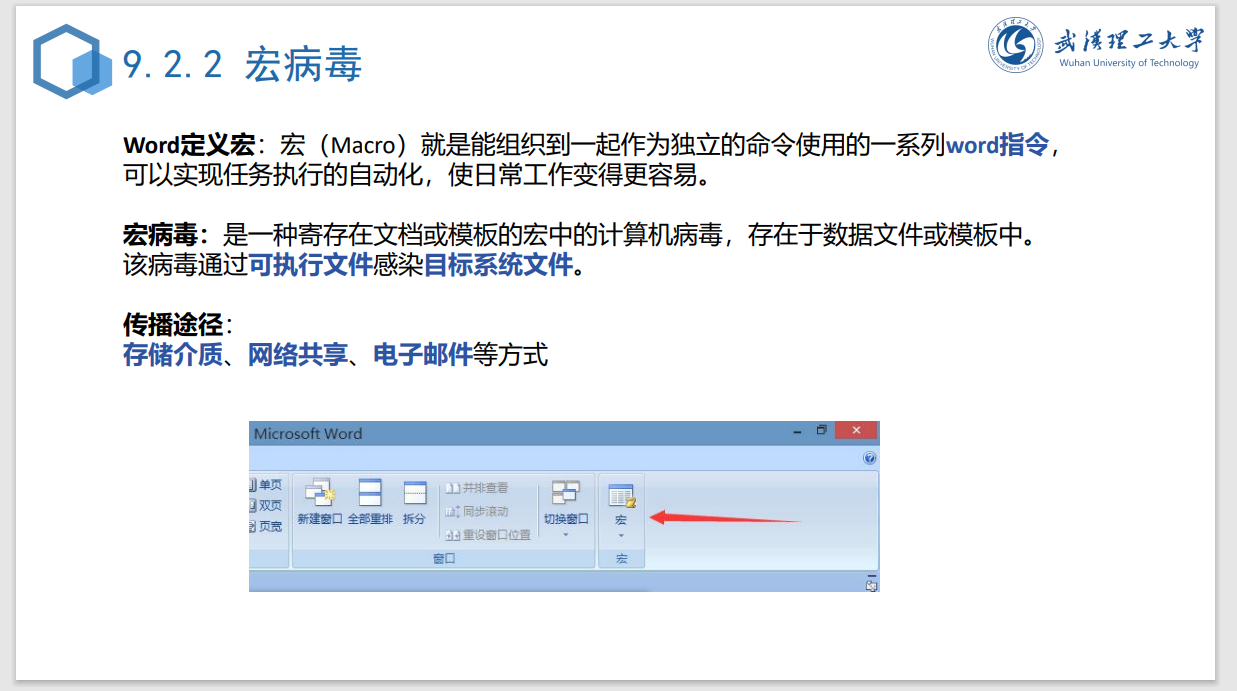 9.2.2 宏病毒
武汉理工大学
Wuhan University of Technology
Word定义宏：宏（Macro）就是能组织到一起作为独立的命令使用的一系列word指令，
可以实现任务执行的自动化，使日常工作变得更容易。
宏病毒：是一种寄存在文档或模板的宏中的计算机病毒，存在于数据文件或模板中。
该病毒通过可执行文件感染目标系统文件。
传播途径：
存储介质、网络共享、电子邮件等方式
Microsoft Word
单页
双页
页宽
新建窗口 全部重排 拆分
并排查看
同步滚动
重设窗口位置
切换窗口
宏
窗口
宏